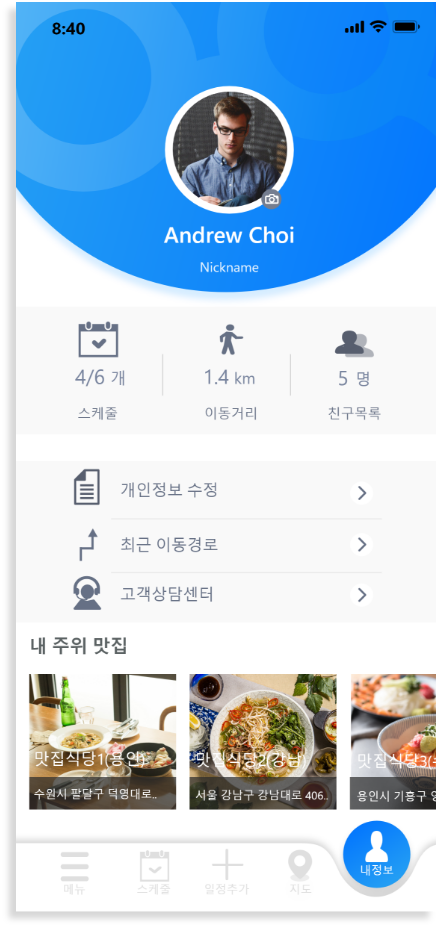 8:40
Andrew Choi
Nickname
4/6 개
1.4 km
5 명
스케줄
이동거리
친구목록
개인정보 수정
최근 이동경로
고객상담센터
내 주위 맛집
맛집식당1(용인)
맛집식당2(강남)
맛집식당3(
수원시 팔달구 덕영대로..
서울 강남구 강남대로 406..
용인시 기흥구
메뉴
스케줄
일정추가
지도
내정보